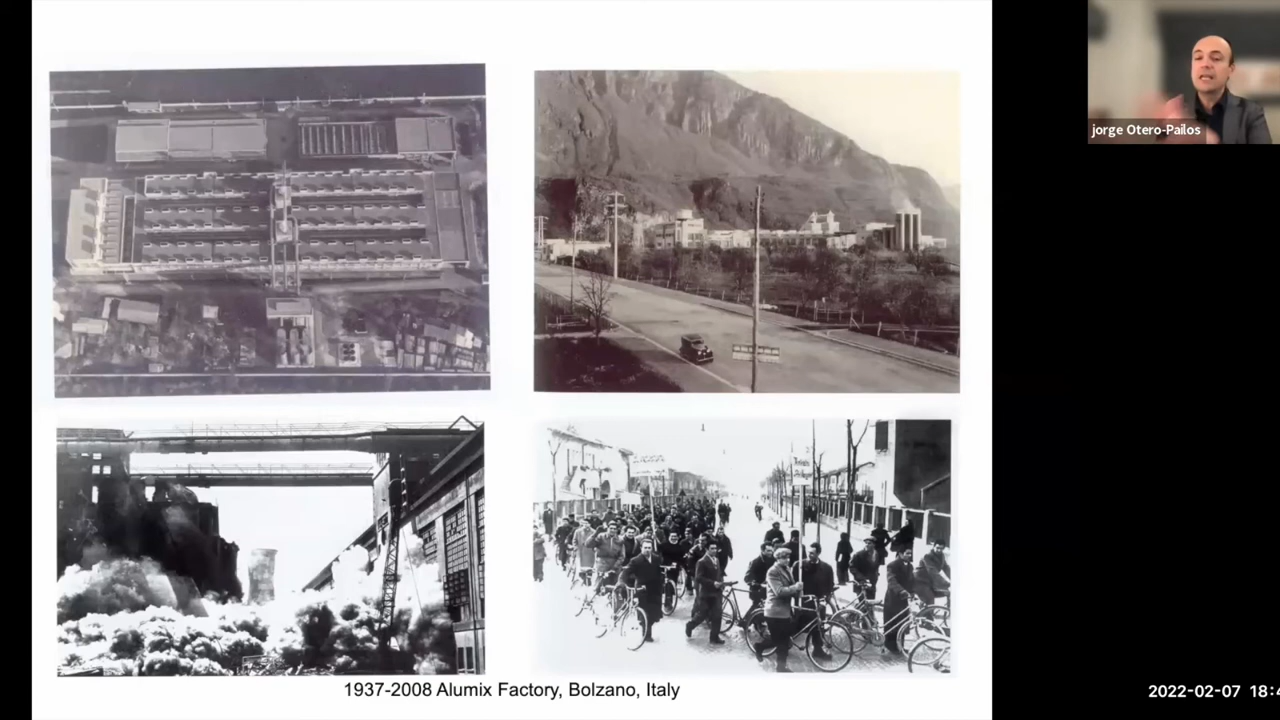 jorge Otero-Pailos
1937-2008 Alumix Factory, Bolzano, Italy
2022-02-07 18:4